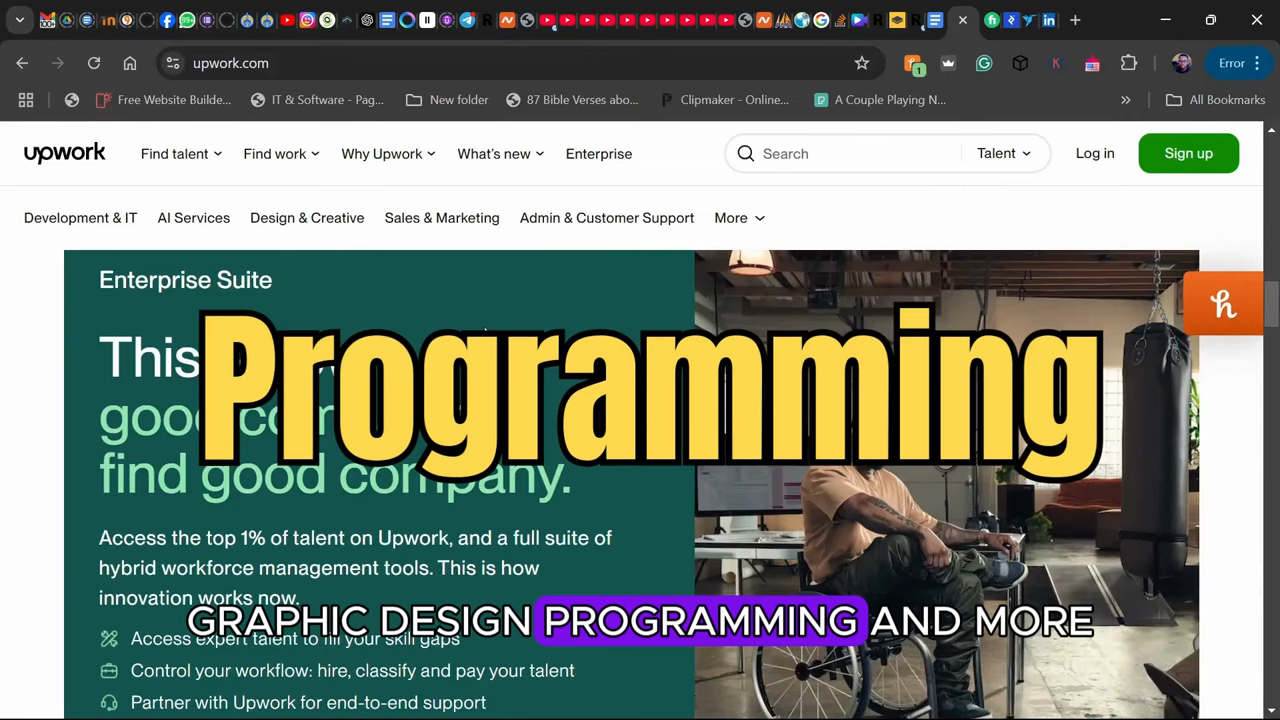 upwork.com
Error
Free Website Builde...
IT & Software - Pag...
New folder
87 Bible Verses abo...
Clipmaker - Online...
A Couple Playing N...
All Bookmarks
upwork
Find talent
Find work
Why Upwork
What's new
Enterprise
Search
Talent
Log in
Sign up
Development & IT
AI Services
Design & Creative
Sales & Marketing
Admin & Customer Support
More
Enterprise Suite
This
Programming
find good company.
Access the top 1% of talent on Upwork, and a full suite of
hybrid workforce management tools. This is how
innovation works now.
GRAPHIC DESIGN PROGRAMMING AND MORE
Access expert talent to fill your skill gaps
Control your workflow: hire, classify and pay your talent
Partner with Upwork for end-to-end support